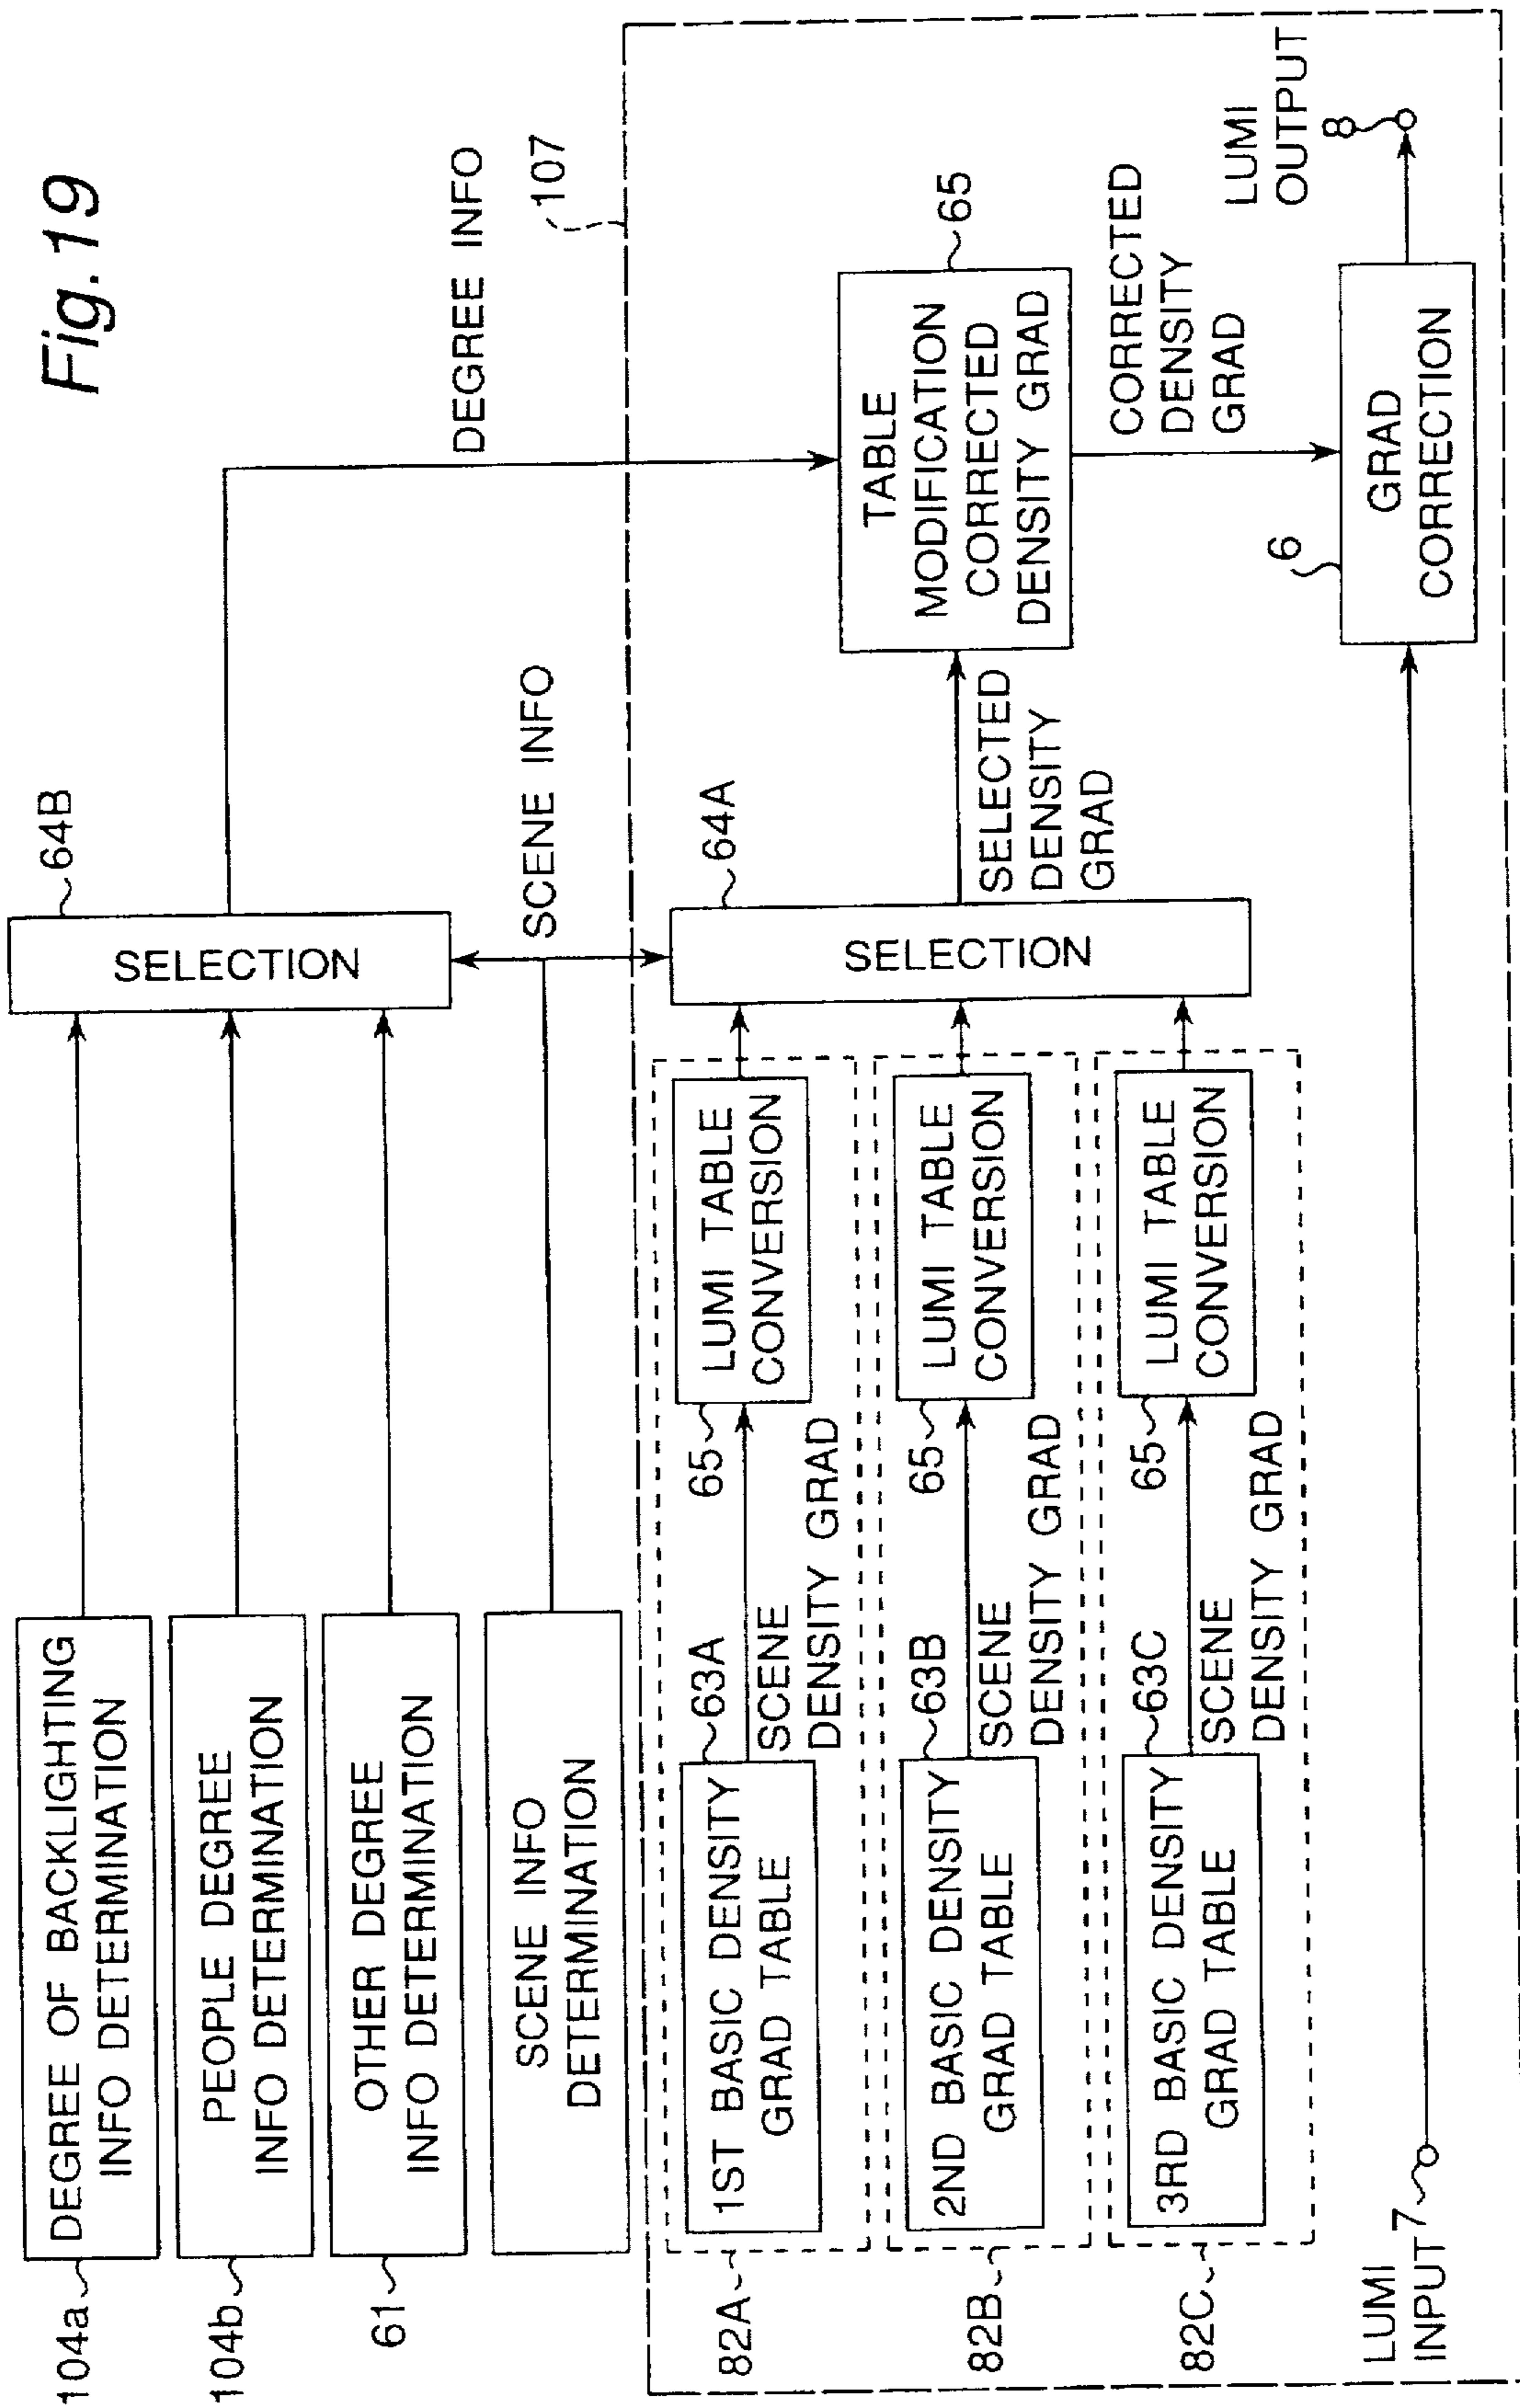 Fig.19
104a
DEGREE OF BACKLIGHTING
INFO DETERMINATION
104b
PEOPLE DEGREE
INFO DETERMINATION
61
OTHER DEGREE
INFO DETERMINATION
SCENE INFO
DETERMINATION
SELECTION
64B
DEGREE INFO
SCENE INFO
107
82A
1ST BASIC DENSITY
GRAD TABLE
63A
SCENE
DENSITY GRAD
65
LUMI TABLE
CONVERSION
82B
2ND BASIC DENSITY
GRAD TABLE
63B
SCENE
DENSITY GRAD
65
LUMI TABLE
CONVERSION
82C
3RD BASIC DENSITY
GRAD TABLE
63C
SCENE
DENSITY GRAD
65
LUMI TABLE
CONVERSION
SELECTION
64A
SELECTED
DENSITY
GRAD
TABLE
MODIFICATION
CORRECTED
DENSITY GRAD
65
CORRECTED
DENSITY
GRAD
LUMI
INPUT 7
6
GRAD
CORRECTION
LUMI
OUTPUT
8